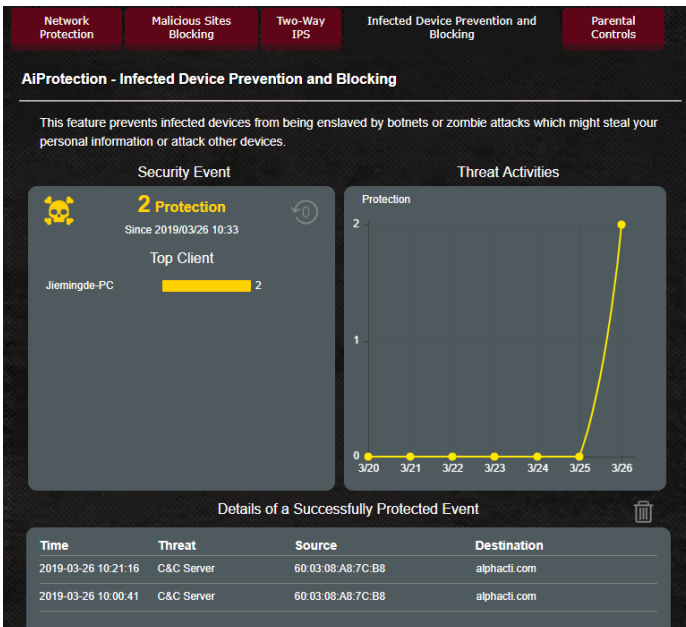 Network Protection
Malicious Sites Blocking
Two-Way IPS
Infected Device Prevention and Blocking
Parental Controls
AiProtection - Infected Device Prevention and Blocking
This feature prevents infected devices from being enslaved by botnets or zombie attacks which might steal your
personal information or attack other devices.
Security Event
2 Protection
0
Since 2019/03/26 10:33
Top Client
Jiemingde-PC 2
Threat Activities
Protection
2
1
0
3/20 3/21 3/22 3/23 3/24 3/25 3/26
Details of a Successfully Protected Event
Time Threat Source Destination
2019-03-26 10:21:16 C&C Server 60:03:08:A8:7C:B8 alphacti.com
2019-03-26 10:00:41 C&C Server 60:03:08:A8:7C:B8 alphacti.com